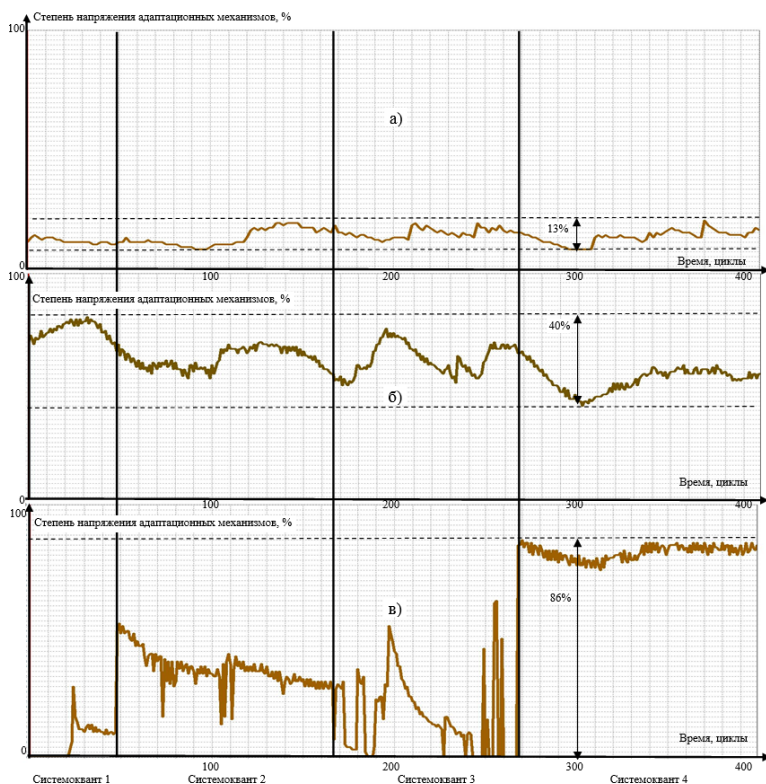 Степень напряжения адаптационных механизмов, %
100
а)
13%
Время, циклы
0
100
200
300
400
100
Степень напряжения адаптационных механизмов, %
40%
б)
Время, циклы
0
100
200
300
400
100
Степень напряжения адаптационных механизмов, %
86%
в)
Время, циклы
0
100
200
300
400
Системоквант 1
Системоквант 2
Системоквант 3
Системоквант 4